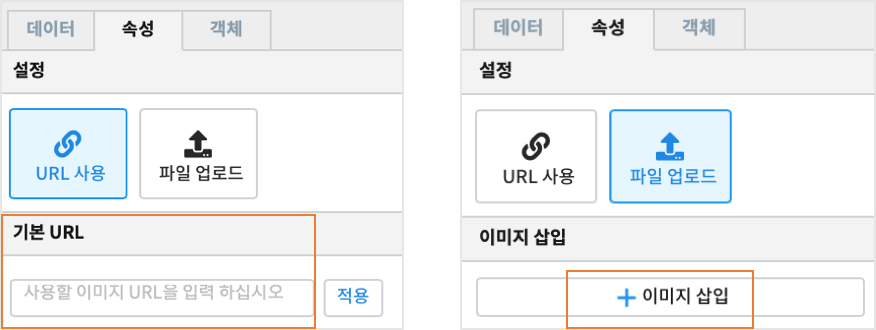 데이터 속성 객체
설정
URL 사용 파일 업로드
기본 URL
사용할 이미지 URL을 입력 하십시오 적용
데이터 속성 객체
설정
URL 사용 파일 업로드
이미지 삽입
+ 이미지 삽입